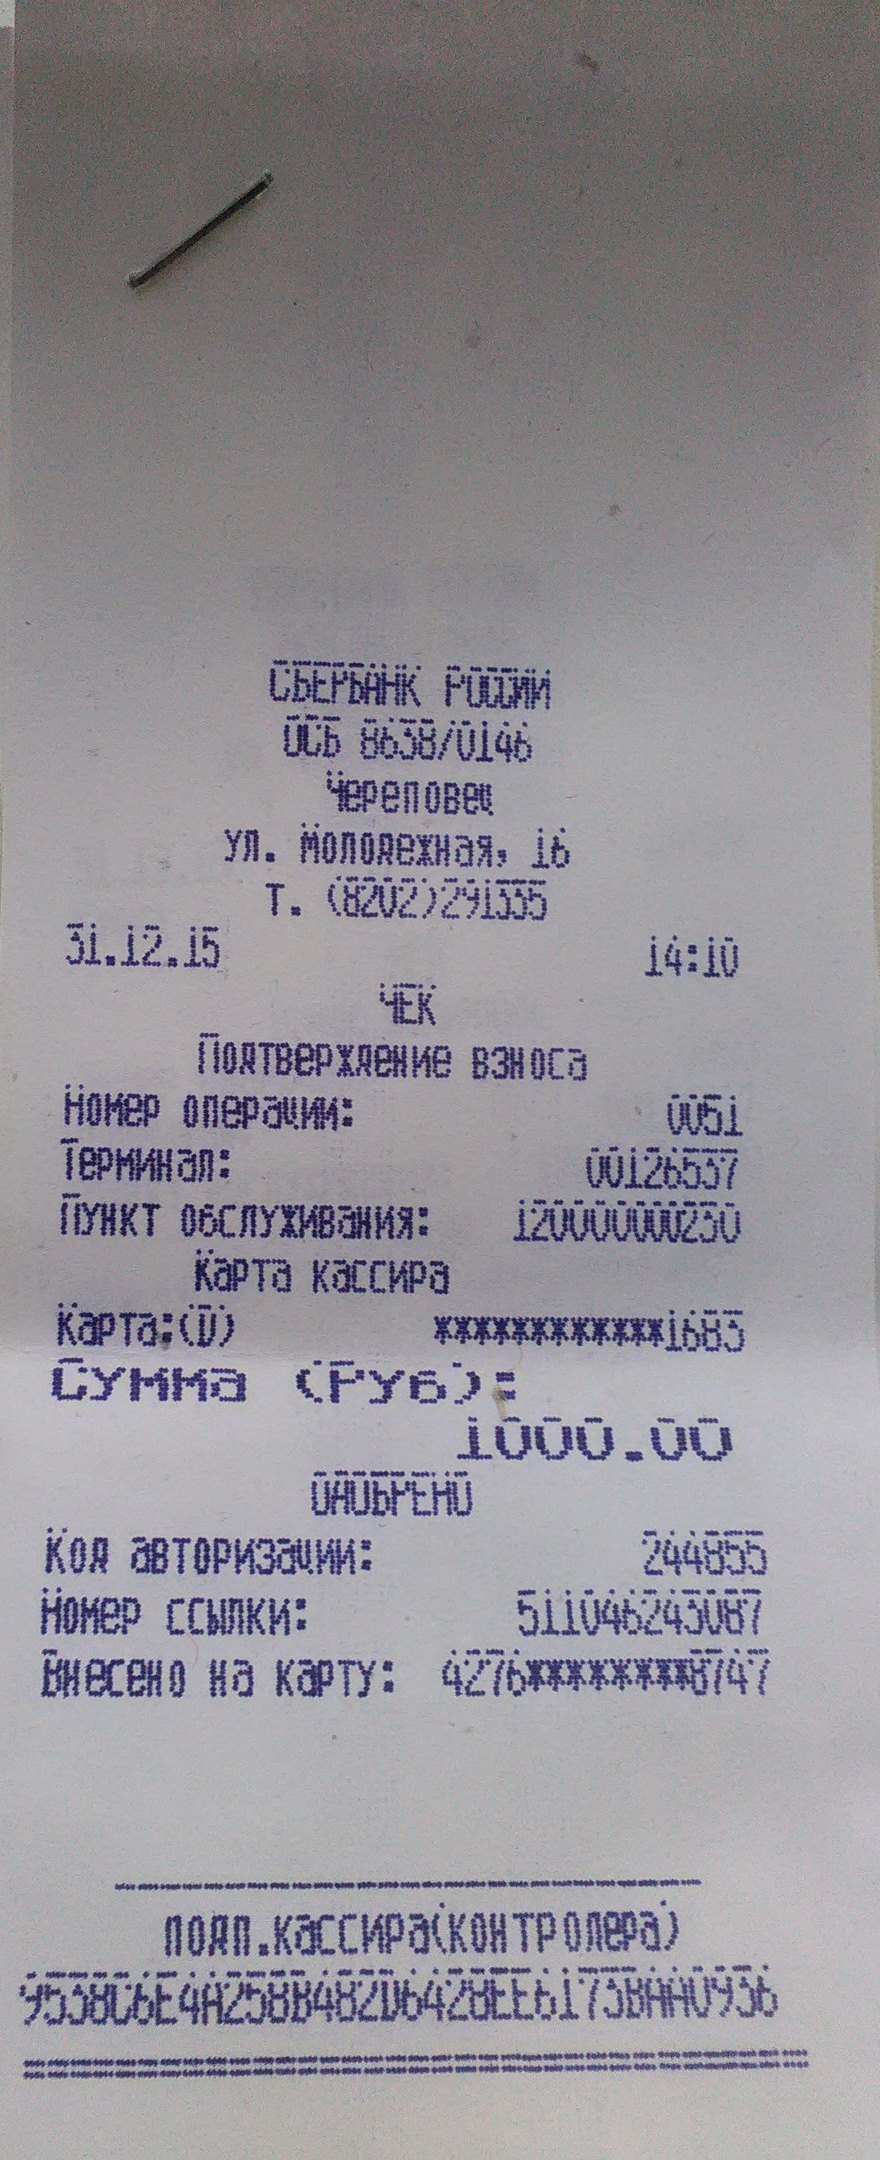 СБЕРБАНК РОССИИ
ОСБ 8638/0146
Череповец
ул. Молодежная, 16
Т. (8202)291335
31.12.15 14:10
ЧЕК
Подтверждение взноса
Номер операции: 0051
Терминал: 00126537
Пункт обслуживания: 120000000230
Карта кассира
Карта:(D) ************1683
Сумма (Руб):
1000.00
ОДОБРЕНО
Код авторизации: 244855
Номер ссылки: 511046243087
Внесено на карту: 4276********8747
подп.кассира(контролера)
9538C6E4A258B482D6428EE6173BAA0936